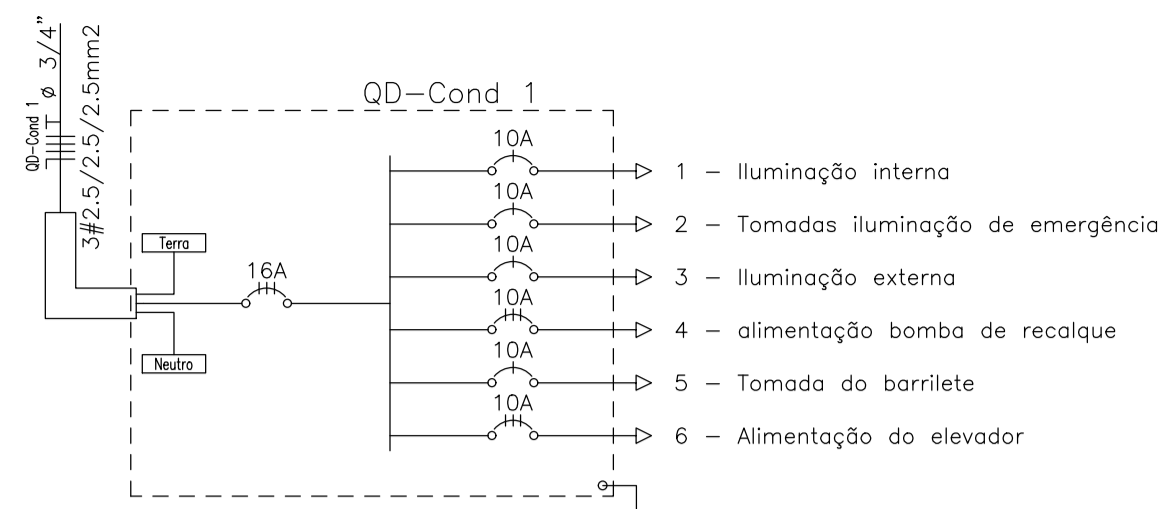 QD-Cond 1
ø 3/4"
3#2.5/2.5/2.5mm2
QD-Cond 1
Terra
16A
Neutro
10A
1 - Iluminação interna
10A
2 - Tomadas iluminação de emergência
10A
3 - Iluminação externa
10A
4 - alimentação bomba de recalque
10A
5 - Tomada do barrilete
10A
6 - Alimentação do elevador